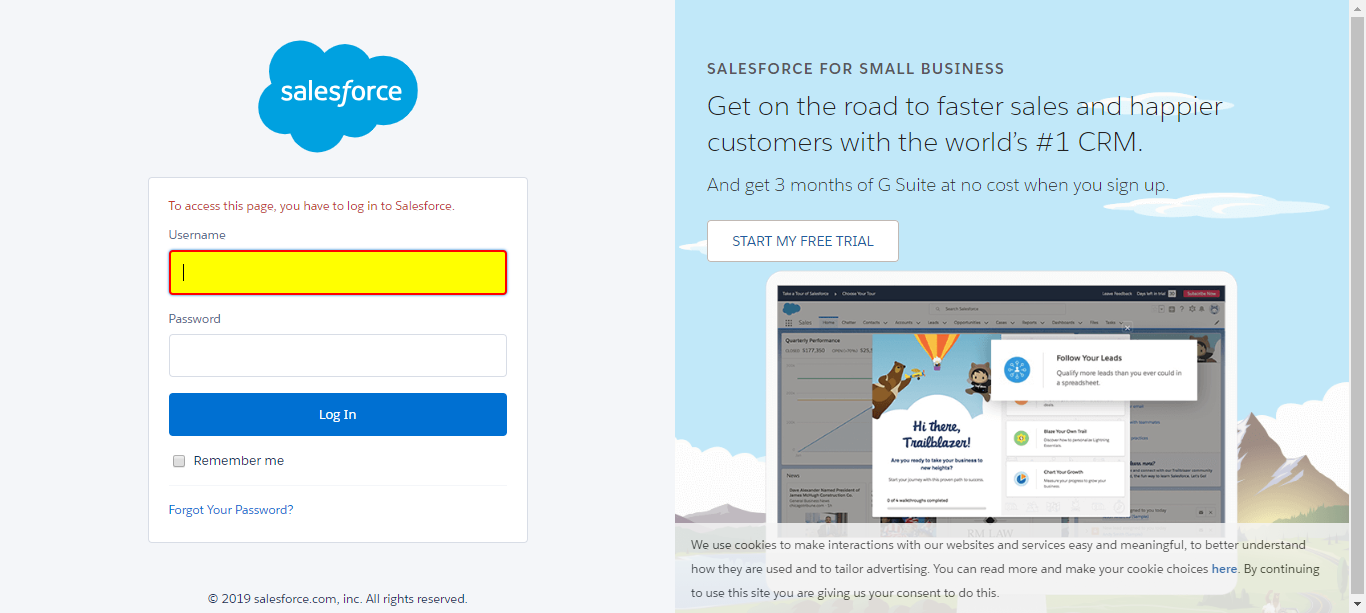 salesforce
To access this page, you have to log in to Salesforce.
Username
Password
Log In
Remember me
Forgot Your Password?
© 2019 salesforce.com, inc. All rights reserved.
SALESFORCE FOR SMALL BUSINESS
Get on the road to faster sales and happier
customers with the world's #1 CRM.
And get 3 months of G Suite at no cost when you sign up.
START MY FREE TRIAL
Take a Tour of Salesforce
Choose Your Tour
Leave Feedback
Days left in trial
Subscribe Now
Search Salesforce
Sales
Home
Chatter
Contacts
Accounts
Leads
Opportunities
Cases
Reports
Dashboards
Files
Tasks
Quarterly Performance
CLOSED $177,350
Follow Your Leads
Qualify more leads than you ever could in
a spreadsheet.
deals.
Hi there,
Trailblazer!
Are you ready to take your business to
new heights?
Start your journey with this proven path to success.
0 of 4 walkthroughs completed
Blaze Your Own Trail
Discover how to personalize Lightning
Essentials.
Chart Your Growth
Measure your progress to grow your
business.
News
Dave Alexander Named President of
James McHugh Construction Co.
RM LAW
We use cookies to make interactions with our websites and services easy and meaningful, to better understand
how they are used and to tailor advertising. You can read more and make your cookie choices here. By continuing
to use this site you are giving us your consent to do this.